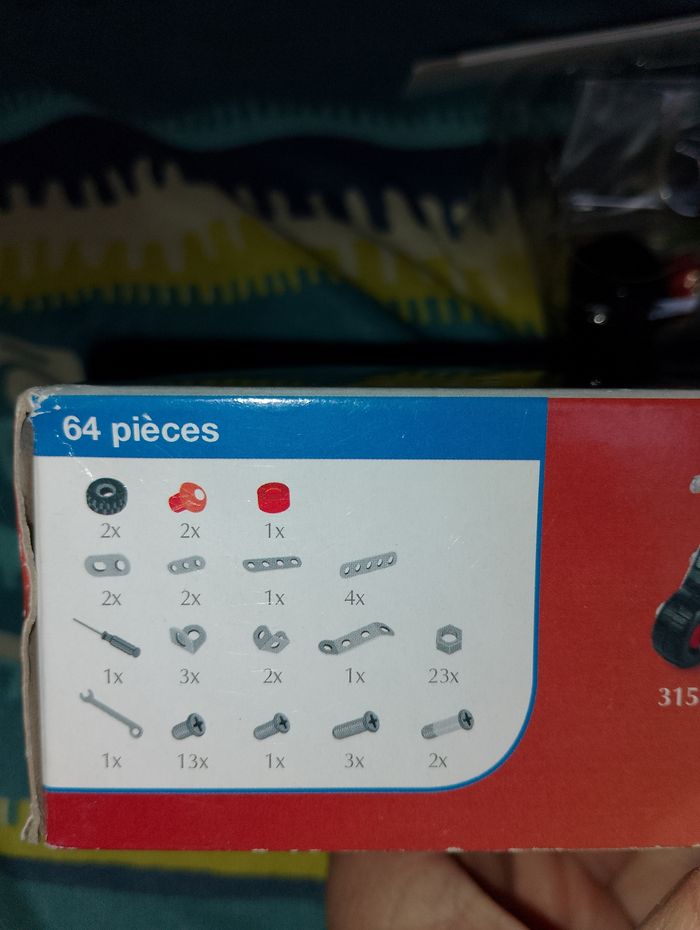 64 pièces
2x 2x 1x
2x 2x 1x 4x
1x 3x 2x 1x 23x
1x 13x 1x 3x 2x
315